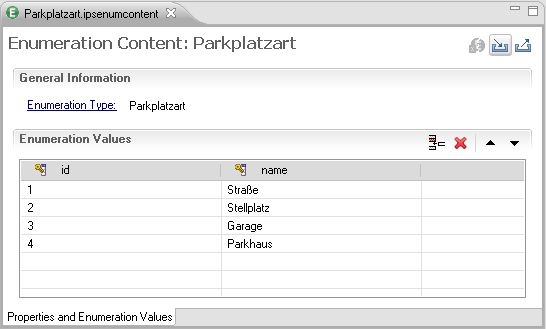 Parkplatzart.ipsenumcontent
Enumeration Content: Parkplatzart
General Information
Enumeration Type: Parkplatzart
Enumeration Values
id name
1 Straße
2 Stellplatz
3 Garage
4 Parkhaus
Properties and Enumeration Values